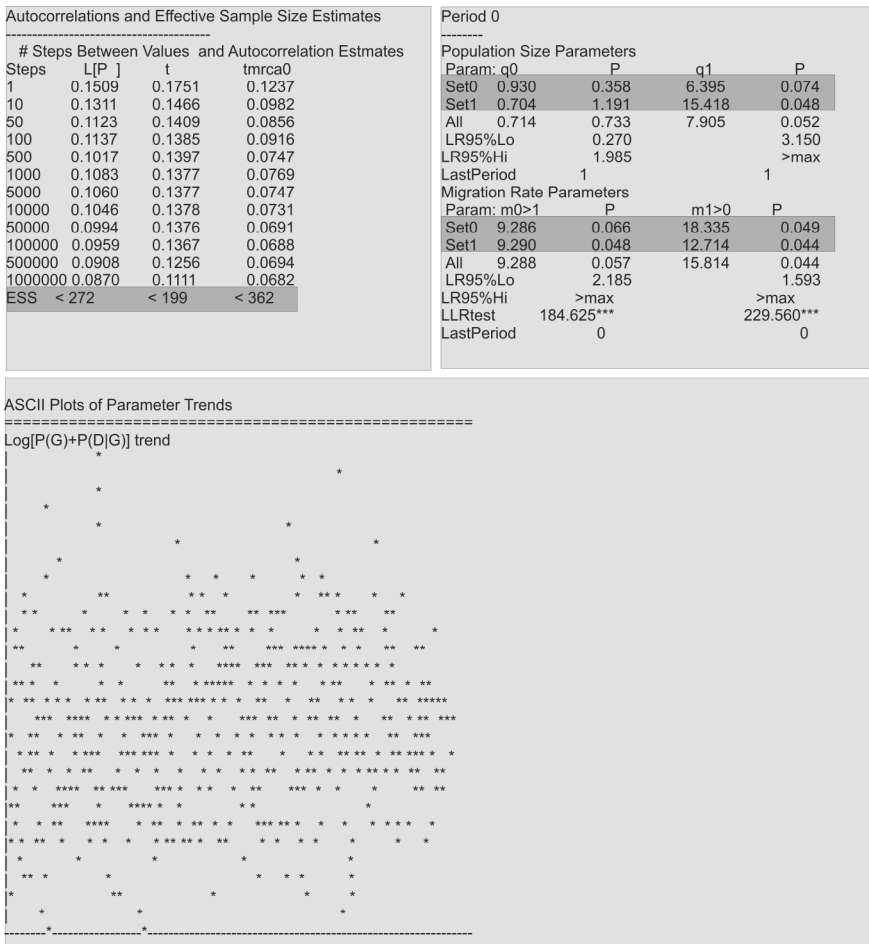 Autocorrelations and Effective Sample Size Estimates
---------------------------------------
# Steps Between Values and Autocorrelation Estmates
Steps L[P ] t tmrca0
1 0.1509 0.1751 0.1237
10 0.1311 0.1466 0.0982
50 0.1123 0.1409 0.0856
100 0.1137 0.1385 0.0916
500 0.1017 0.1397 0.0747
1000 0.1083 0.1377 0.0769
5000 0.1060 0.1377 0.0747
10000 0.1046 0.1378 0.0731
50000 0.0994 0.1376 0.0691
100000 0.0959 0.1367 0.0688
500000 0.0908 0.1256 0.0694
1000000 0.0870 0.1111 0.0682
ESS < 272 < 199 < 362
Period 0
--------
Population Size Parameters
Param: q0 P q1 P
Set0 0.930 0.358 6.395 0.074
Set1 0.704 1.191 15.418 0.048
All 0.714 0.733 7.905 0.052
LR95%Lo 0.270 3.150
LR95%Hi 1.985 >max
LastPeriod 1 1
Migration Rate Parameters
Param: m0>1 P m1>0 P
Set0 9.286 0.066 18.335 0.049
Set1 9.290 0.048 12.714 0.044
All 9.288 0.057 15.814 0.044
LR95%Lo 2.185 1.593
LR95%Hi >max >max
LLRtest 184.625*** 229.560***
LastPeriod 0 0
ASCII Plots of Parameter Trends
==================================================
Log[P(G)+P(D|G)] trend